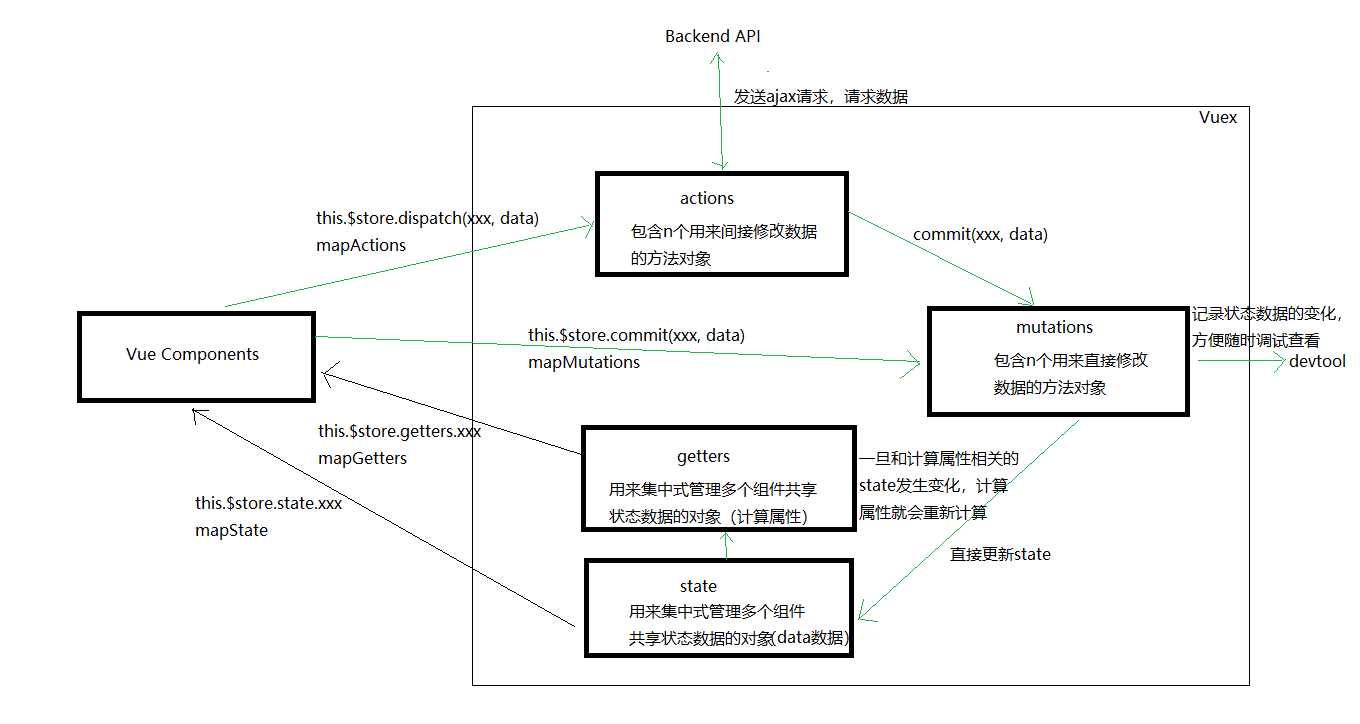 Backend API
发送ajax请求，请求数据
Vuex
actions
包含n个用来间接修改数据
的方法对象
this.$store.dispatch(xxx, data)
mapActions
commit(xxx, data)
Vue Components
this.$store.commit(xxx, data)
mapMutations
mutations
包含n个用来直接修改
数据的方法对象
记录状态数据的变化，
方便随时调试查看
devtool
this.$store.getters.xxx
mapGetters
getters
用来集中式管理多个组件共享
状态数据的对象（计算属性）
一旦和计算属性相关的
state发生变化，计算
属性就会重新计算
this.$store.state.xxx
mapState
直接更新state
state
用来集中式管理多个组件
共享状态数据的对象(data数据)